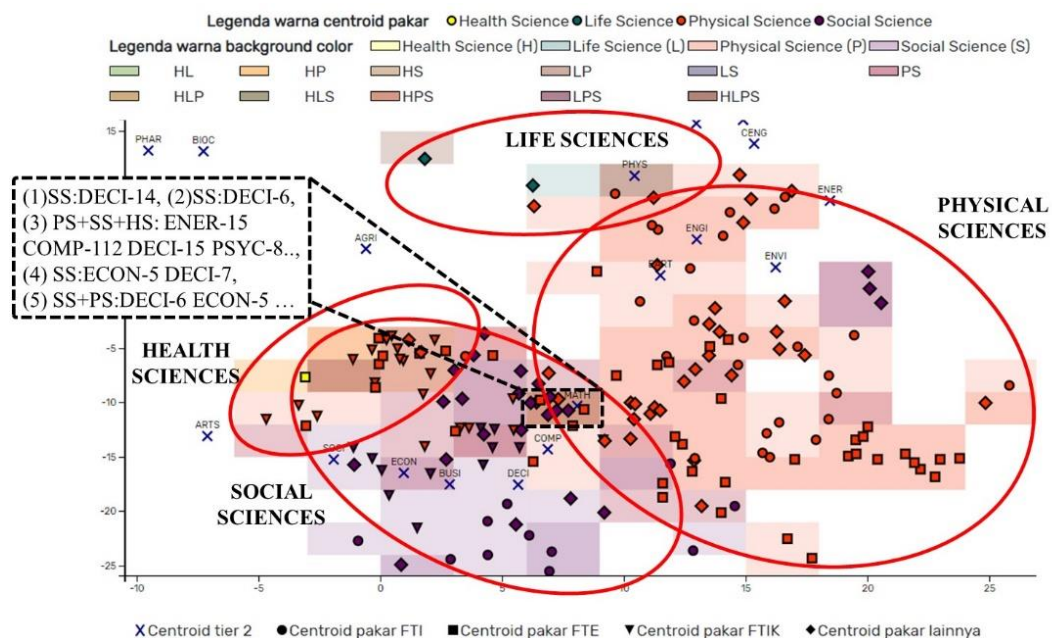 Legenda warna centroid pakar Health Science Life Science Physical Science Social Science
Legenda warna background color Health Science (H) Life Science (L) Physical Science (P) Social Science (S)
HL HP HS LP LS PS
HLP HLS HPS LPS HLPS
15
PHAR
BIOC
LIFE SCIENCES
CENG
PHYS
ENER
(1)SS:DECI-14, (2)SS:DECI-6,
(3) PS+SS+HS: ENER-15
COMP-112 DECI-15 PSYC-8..,
(4) SS:ECON-5 DECI-7,
(5) SS+PS:DECI-6 ECON-5 ...
PHYSICAL
SCIENCES
AGRI
ENGI
ENVI
-5
HEALTH
SCIENCES
-10
MATH
ARTS
COMP
-15
ECON
BUSI
DECI
SOCIAL
SCIENCES
-20
-25
-10 -5 0 5 10 15 20 25
Centroid tier 2 Centroid pakar FTI Centroid pakar FTE Centroid pakar FTIK Centroid pakar lainnya